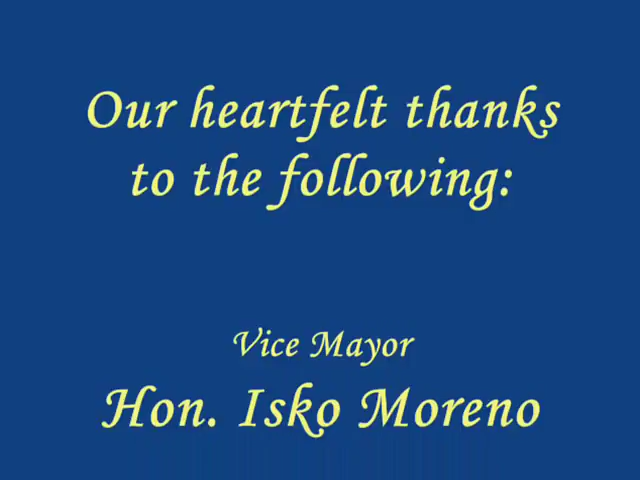 Our heartfelt thanks
to the following:
Vice Mayor
Hon. Isko Moreno